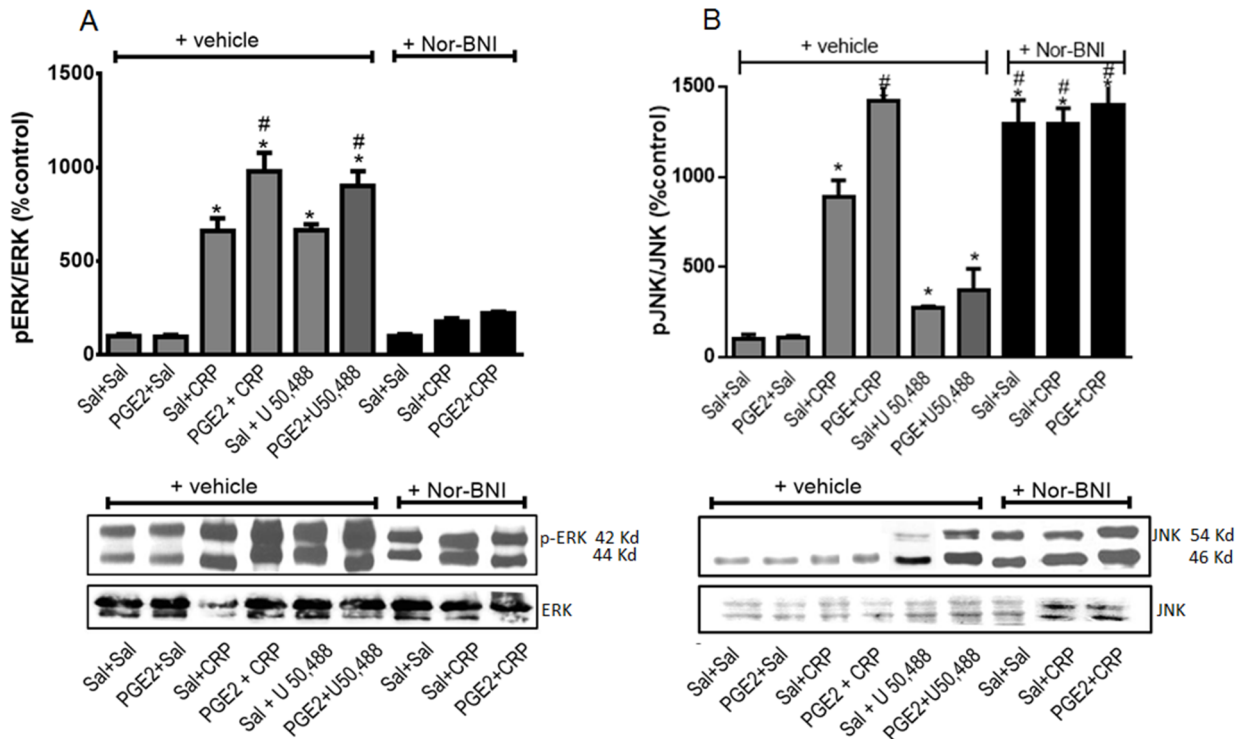 A
+ vehicle
+ Nor-BNI
pERK/ERK (%control)
1500
1000
500
0
*
#
*
*
#
*
Sal+Sal
PGE2+Sal
Sal+CRP
PGE2 + CRP
Sal + U 50,488
PGE2+U50,488
Sal+Sal
Sal+CRP
PGE2+CRP
+ vehicle
+ Nor-BNI
p-ERK 42 Kd
44 Kd
ERK
Sal+Sal
PGE2+Sal
Sal+CRP
PGE2 + CRP
Sal + U 50,488
PGE2+U50,488
Sal+Sal
Sal+CRP
PGE2+CRP
B
+ vehicle
+ Nor-BNI
pJNK/JNK (%control)
1500
1000
500
0
*
#
*
*
*
#
*
#
*
#
*
Sal+Sal
PGE2+Sal
Sal+CRP
PGE+CRP
Sal+U 50,488
PGE+U50,488
Sal+Sal
Sal+CRP
PGE+CRP
+ vehicle
+ Nor-BNI
JNK 54 Kd
46 Kd
JNK
Sal+Sal
PGE2+Sal
Sal+CRP
PGE2 + CRP
Sal + U 50,488
PGE2+U50,488
Sal+Sal
Sal+CRP
PGE2+CRP